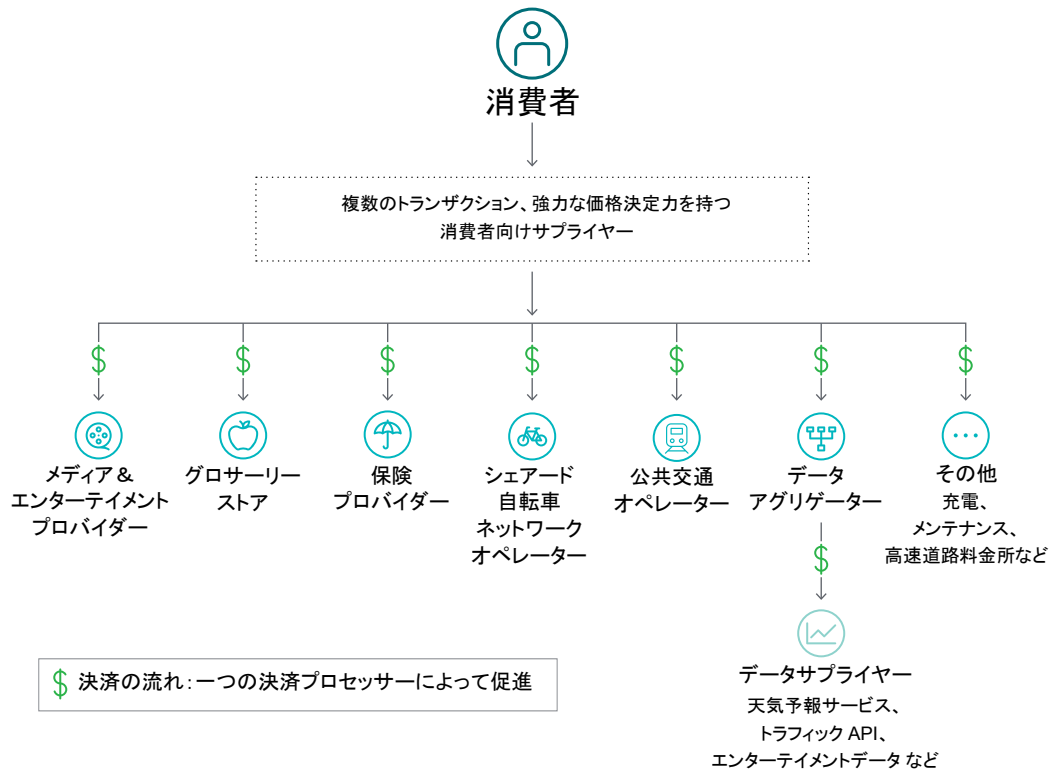 消費者
複数のトランザクション、強力な価格決定力を持つ
消費者向けサプライヤー
$ $ $ $ $ $ $
メディア＆
エンターテイメント
プロバイダー
グロサーリー
ストア
保険
プロバイダー
シェアード
自転車
ネットワーク
オペレーター
公共交通
オペレーター
データ
アグリゲーター
その他
充電、
メンテナンス、
高速道路料金所など
$
データサプライヤー
天気予報サービス、
トラフィック API、
エンターテイメントデータ など
$ 決済の流れ：一つの決済プロセッサーによって促進